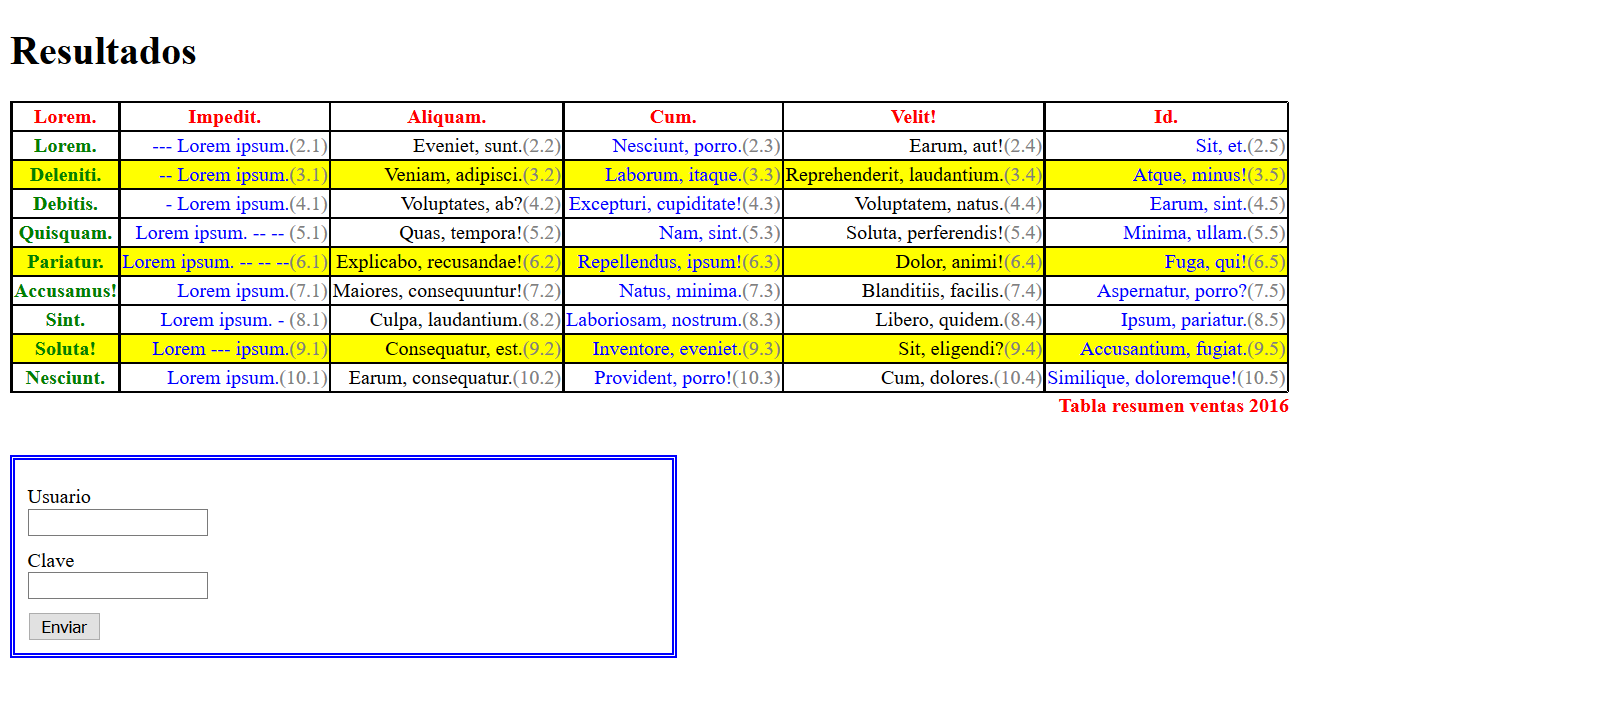 Resultados
Lorem. Impedit. Aliquam. Cum. Velit! Id.
Lorem. --- Lorem ipsum.(2.1) Eveniet, sunt.(2.2) Nesciunt, porro.(2.3) Earum, aut!(2.4) Sit, et.(2.5)
Deleniti. -- Lorem ipsum.(3.1) Veniam, adipisci.(3.2) Laborum, itaque.(3.3) Reprehenderit, laudantium.(3.4) Atque, minus!(3.5)
Debitis. - Lorem ipsum.(4.1) Voluptates, ab?(4.2) Excepturi, cupiditate!(4.3) Voluptatem, natus.(4.4) Earum, sint.(4.5)
Quisquam. Lorem ipsum. -- -- (5.1) Quas, tempora!(5.2) Nam, sint.(5.3) Soluta, perferendis!(5.4) Minima, ullam.(5.5)
Pariatur. Lorem ipsum. -- -- --(6.1) Explicabo, recusandae!(6.2) Repellendus, ipsum!(6.3) Dolor, animi!(6.4) Fuga, qui!(6.5)
Accusamus! Lorem ipsum.(7.1) Maiores, consequuntur!(7.2) Natus, minima.(7.3) Blanditiis, facilis.(7.4) Aspernatur, porro?(7.5)
Sint. Lorem ipsum. - (8.1) Culpa, laudantium.(8.2) Laboriosam, nostrum.(8.3) Libero, quidem.(8.4) Ipsum, pariatur.(8.5)
Soluta! Lorem --- ipsum.(9.1) Consequatur, est.(9.2) Inventore, eveniet.(9.3) Sit, eligendi?(9.4) Accusantium, fugiat.(9.5)
Nesciunt. Lorem ipsum.(10.1) Earum, consequatur.(10.2) Provident, porro!(10.3) Cum, dolores.(10.4) Similique, doloremque!(10.5)
Tabla resumen ventas 2016
Usuario
Clave
Enviar